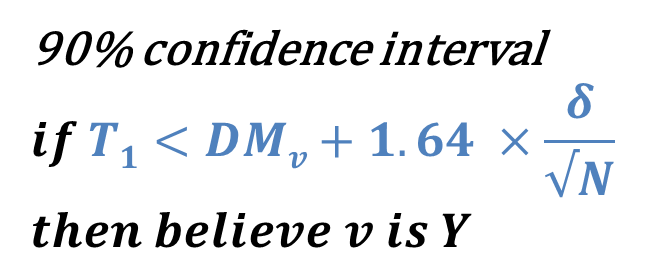 90% confidence interval
if T₁ < DMᵥ + 1.64 × δ/√N
then believe v is Y